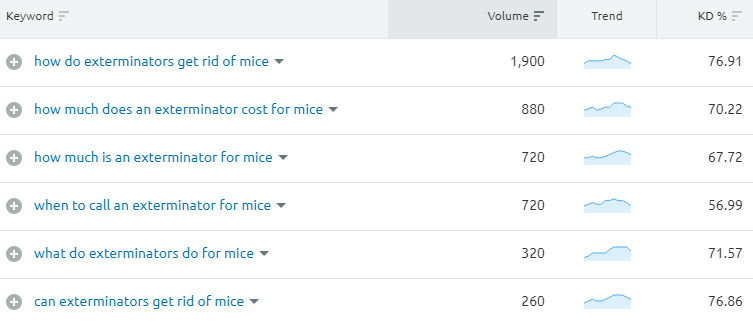 Keyword Volume Trend KD %
how do exterminators get rid of mice 1,900 76.91
how much does an exterminator cost for mice 880 70.22
how much is an exterminator for mice 720 67.72
when to call an exterminator for mice 720 56.99
what do exterminators do for mice 320 71.57
can exterminators get rid of mice 260 76.86